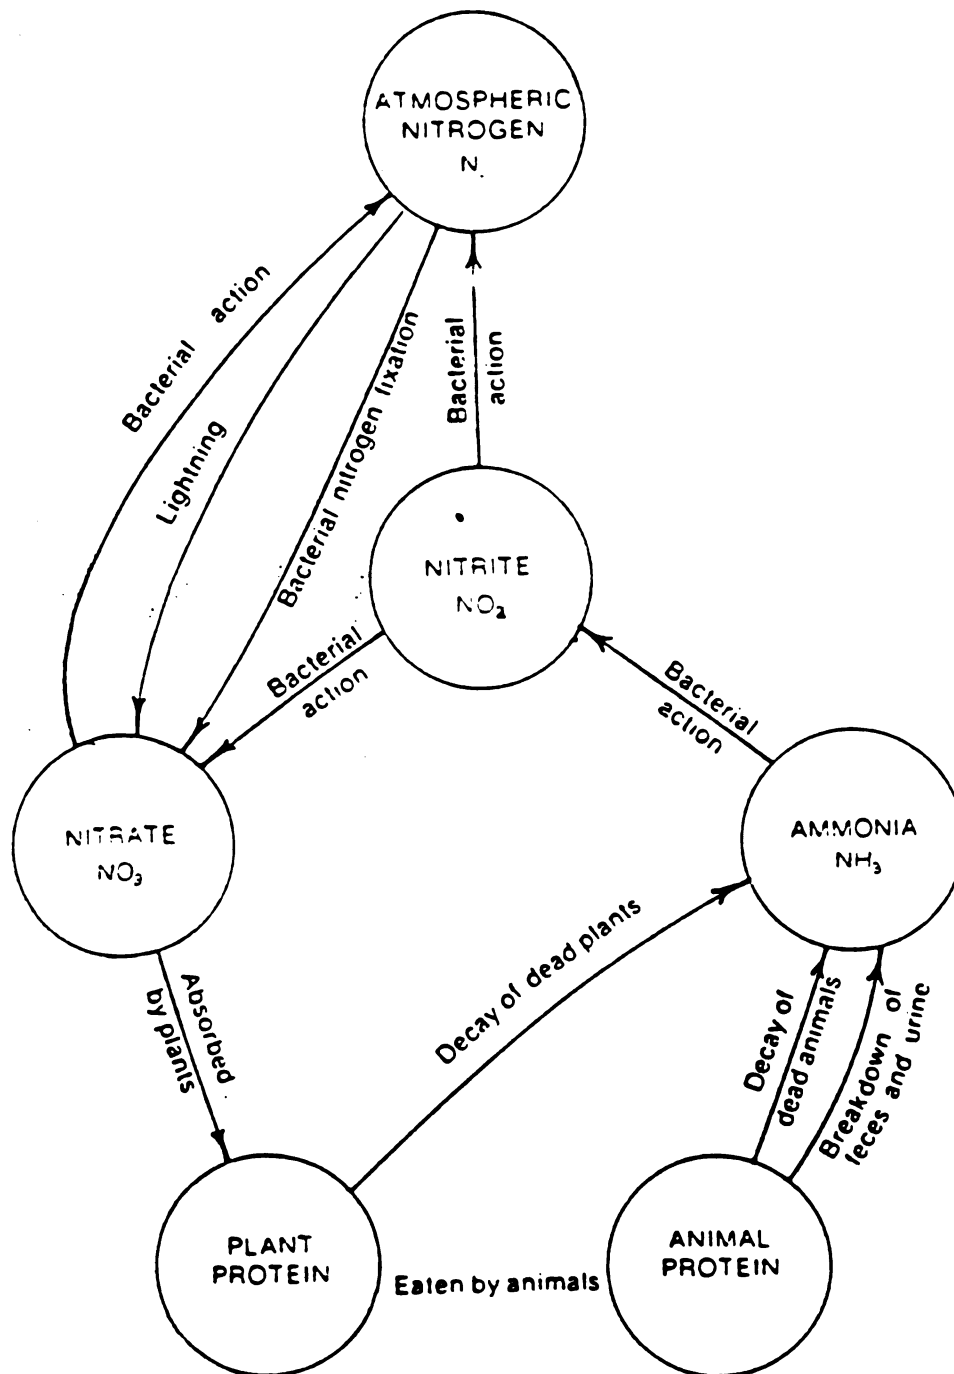 ATMOSPHERIC
NITROGEN
N
Bacterial action
Lightning
Bacterial nitrogen fixation
Bacterial
action
NITRITE
NO₂
Bacterial
action
Bacterial
action
NITRATE
NO₃
AMMONIA
NH₃
Absorbed
by plants
Decay of dead plants
Decay of
dead animals
Breakdown of
feces and urine
PLANT
PROTEIN
Eaten by animals
ANIMAL
PROTEIN